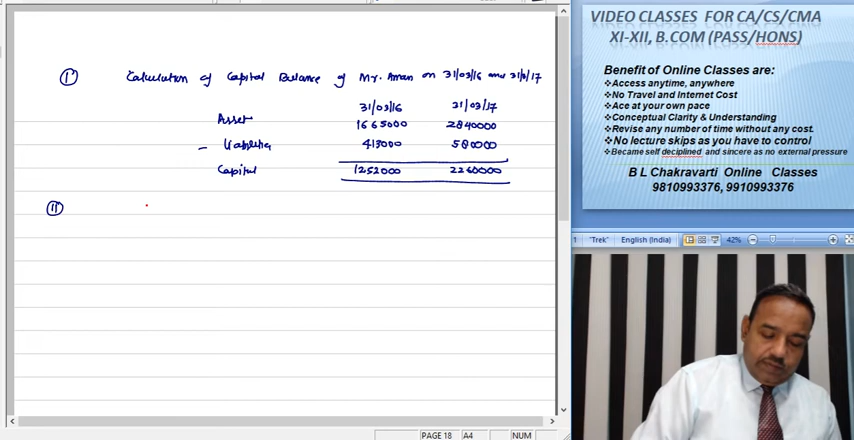 (I) Calculation of Capital Balance of Mr. Aman on 31/03/16 and 31/3/17
31/03/16 31/03/17
Asset 1665000 2840000
- Liabilities 413000 580000
Capital 1252000 2260000
(II)
PAGE 18 A4 NUM
VIDEO CLASSES FOR CA/CS/CMA
XI-XII, B.COM (PASS/HONS)
Benefit of Online Classes are:
❖Access anytime, anywhere
❖No Travel and Internet Cost
❖Ace at your own pace
❖Conceptual Clarity & Understanding
❖Revise any number of time without any cost.
❖No lecture skips as you have to control
❖Became self deciplined and sincere as no external pressure
B L Chakravarti Online Classes
9810993376, 9910993376
1 "Trek" English (India) 42%